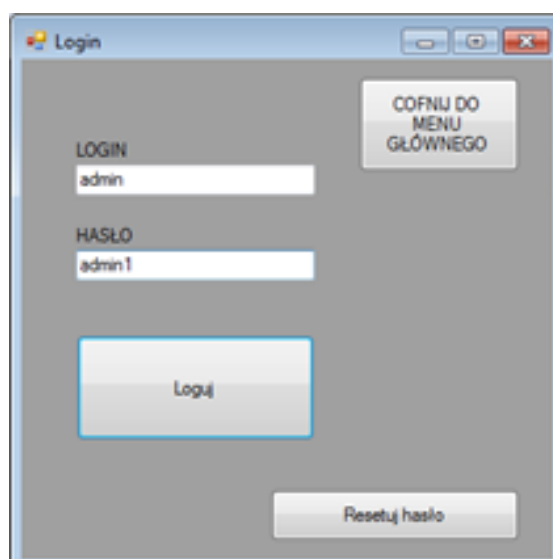 Login
COFNIJ DO
MENU
GŁÓWNEGO
LOGIN
admin
HASŁO
admin1
Loguj
Resetuj hasło